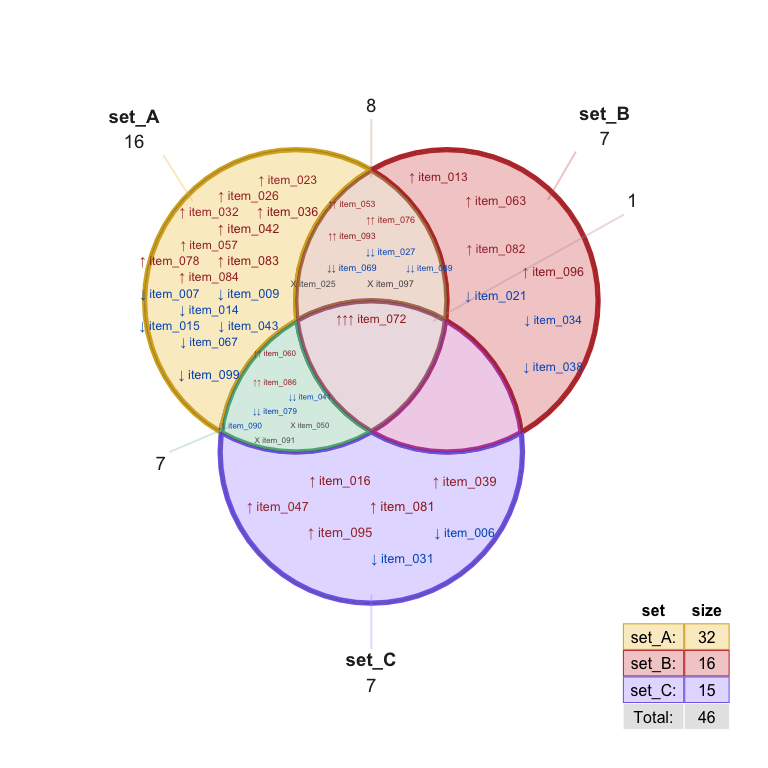 8
set_A
16
set_B
7
1
↑ item_023
↑ item_026
↑ item_032
↑ item_036
↑ item_042
↑ item_057
↑ item_078
↑ item_083
↑ item_084
↓ item_007
↓ item_009
↓ item_014
↓ item_015
↓ item_043
↓ item_067
↓ item_099
↑↑ item_053
↑↑ item_076
↑↑ item_093
↓↓ item_027
↓↓ item_069
↓↓ item_049
X item_025
X item_097
↑ item_013
↑ item_063
↑ item_082
↑ item_096
↓ item_021
↓ item_034
↓ item_038
↑↑↑ item_072
↑↑ item_060
↑↑ item_086
↓↓
↓↓ item_079
item_090
X item_050
X item_091
7
↑ item_016
↑ item_039
↑ item_047
↑ item_081
↑ item_095
↓ item_006
↓ item_031
set_C
7
set size
set_A: 32
set_B: 16
set_C: 15
Total: 46